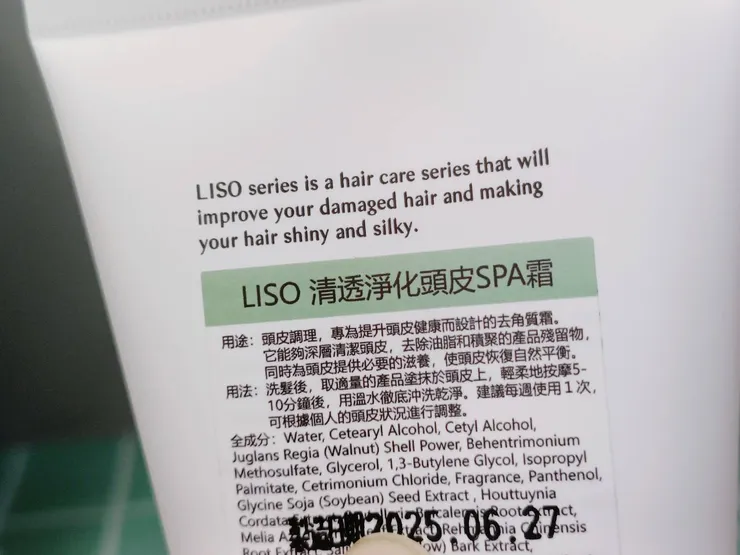 LISO series is a hair care series that will
improve your damaged hair and making
your hair shiny and silky.
LISO 清透淨化頭皮SPA霜
用途：頭皮調理，專為提升頭皮健康而設計的去角質霜。
它能夠深層清潔頭皮，去除油脂和積聚的產品殘留物，
同時為頭皮提供必要的滋養，使頭皮恢復自然平衡。
用法：洗髮後，取適量的產品塗抹於頭皮上，輕柔地按摩5-
10分鐘後，用溫水徹底沖洗乾淨。建議每週使用1次，
可根據個人的頭皮狀況進行調整。
全成分：Water, Cetearyl Alcohol, Cetyl Alcohol,
Juglans Regia (Walnut) Shell Power, Behentrimonium
Methosulfate, Glycerol, 1,3-Butylene Glycol, Isopropyl
Palmitate, Cetrimonium Chloride, Fragrance, Panthenol,
Glycine Soja (Soybean) Seed Extract , Houttuynia
Cordata
2025.06.27
Melia
Chinensis
Root
Bark Extract,